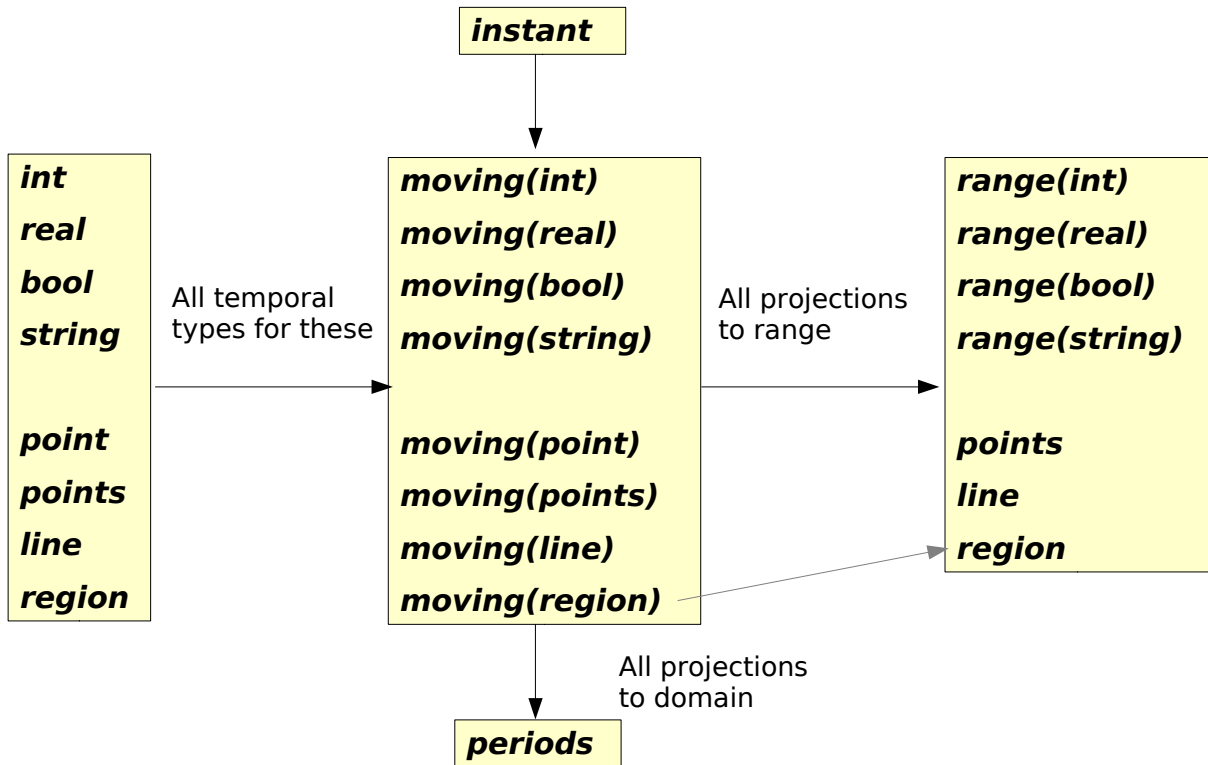 instant
int
real
bool
string
point
points
line
region
All temporal
types for these
moving(int)
moving(real)
moving(bool)
moving(string)
moving(point)
moving(points)
moving(line)
moving(region)
All projections
to range
range(int)
range(real)
range(bool)
range(string)
points
line
region
All projections
to domain
periods